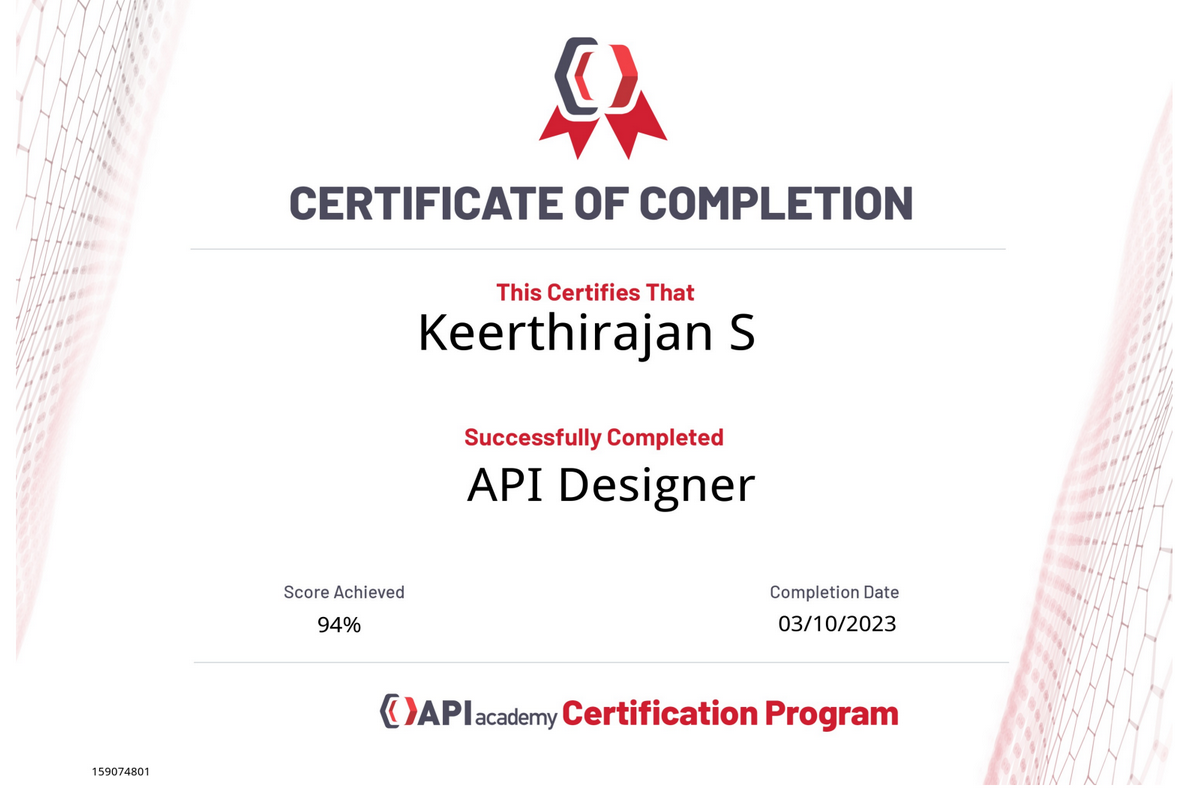 CERTIFICATE OF COMPLETION
This Certifies That
Keerthirajan S
Successfully Completed
API Designer
Score Achieved
94%
Completion Date
03/10/2023
API academy Certification Program
159074801